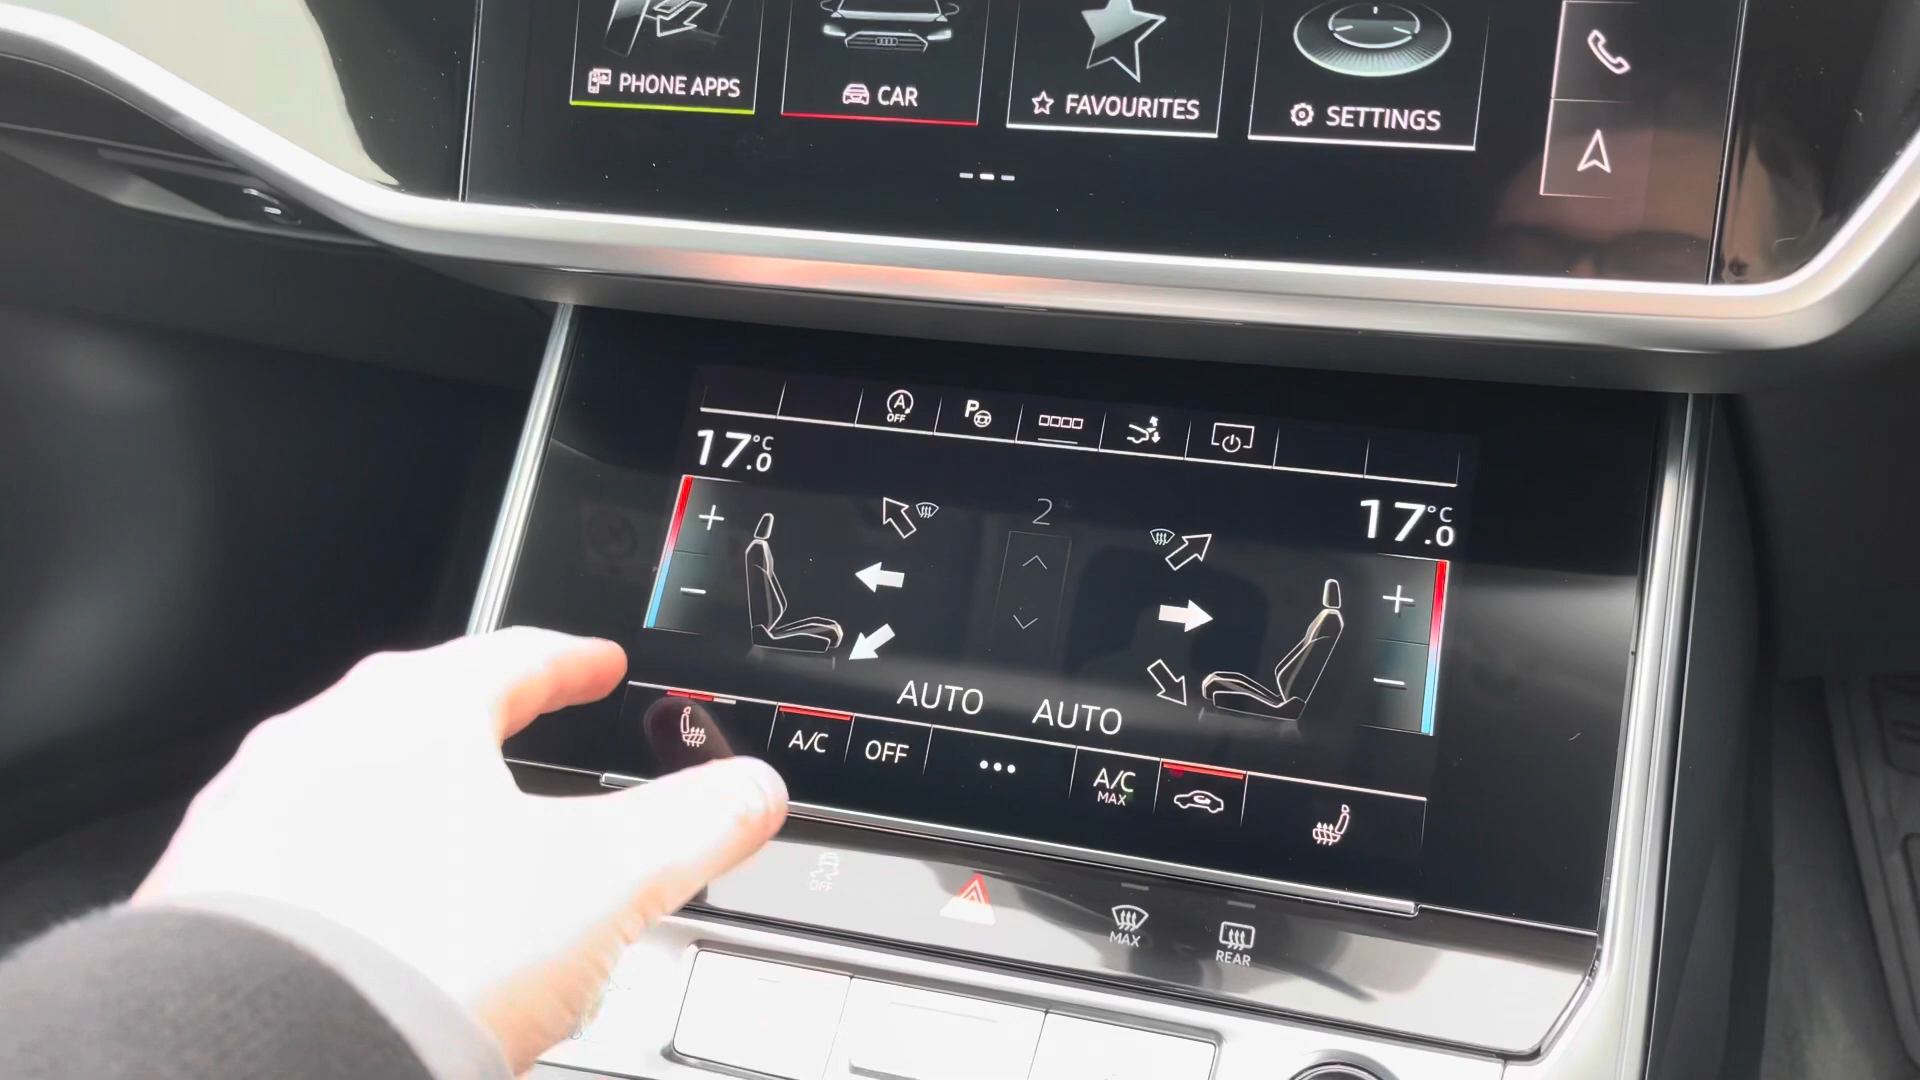 PHONE APPS
CAR
FAVOURITES
SETTINGS
A
OFF
P
17.0 °C
2
17.0 °C
AUTO
AUTO
A/C
OFF
•••
A/C
MAX
OFF
MAX
REAR